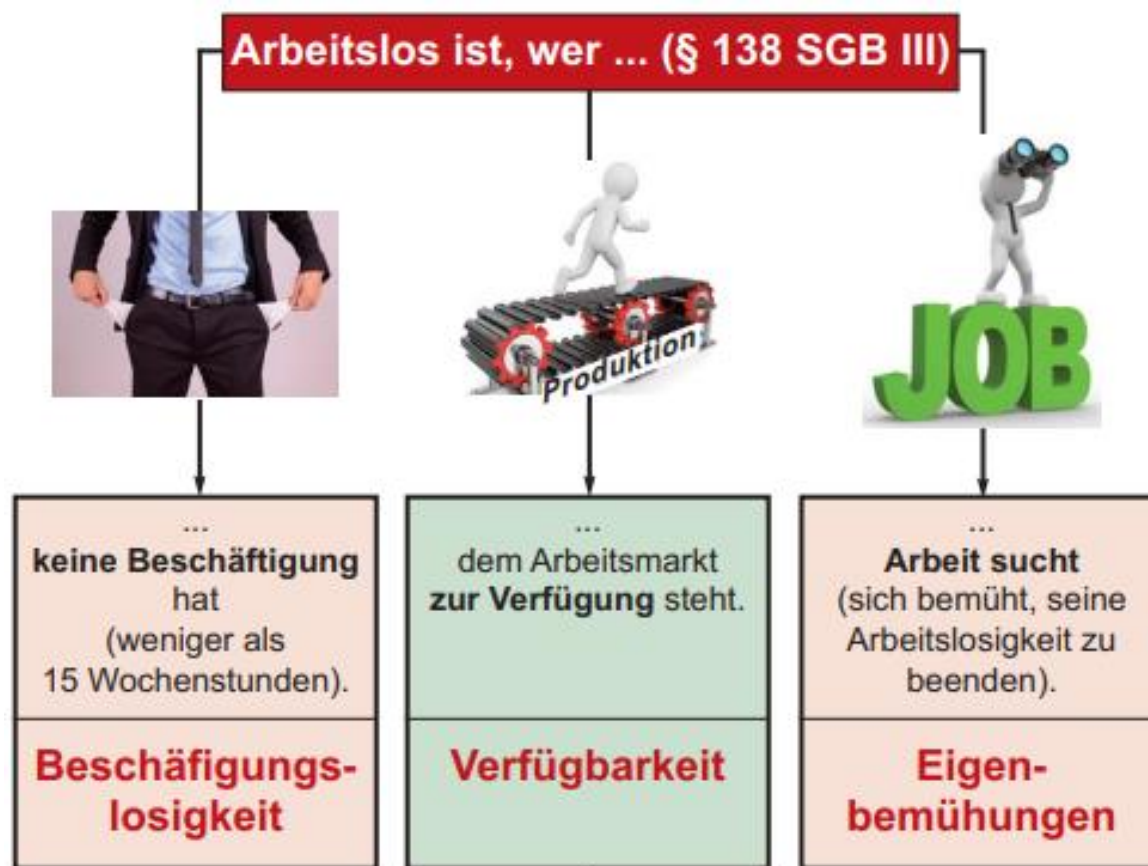 Arbeitslos ist, wer ... (§ 138 SGB III)
Produktion
JOB
...
keine Beschäftigung
hat
(weniger als
15 Wochenstunden).
Beschäfigungs-
losigkeit
...
dem Arbeitsmarkt
zur Verfügung steht.
Verfügbarkeit
...
Arbeit sucht
(sich bemüht, seine
Arbeitslosigkeit zu
beenden).
Eigen-
bemühungen